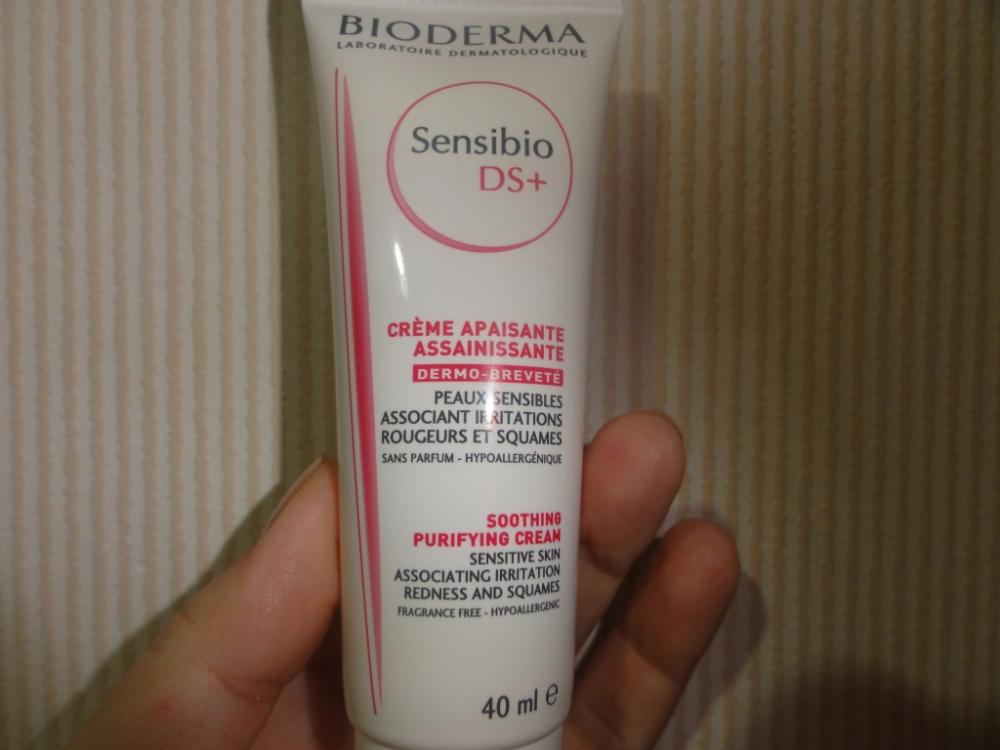 BIODERMA
LABORATOIRE DERMATOLOGIQUE
Sensibio
DS+
CRÈME APAISANTE
ASSAINISSANTE
DERMO-BREVETÉ
PEAUX SENSIBLES
ASSOCIANT IRRITATIONS
ROUGEURS ET SQUAMES
SANS PARFUM - HYPOALLERGÉNIQUE
SOOTHING
PURIFYING CREAM
SENSITIVE SKIN
ASSOCIATING IRRITATION
REDNESS AND SQUAMES
FRAGRANCE FREE - HYPOALLERGENIC
40 ml e